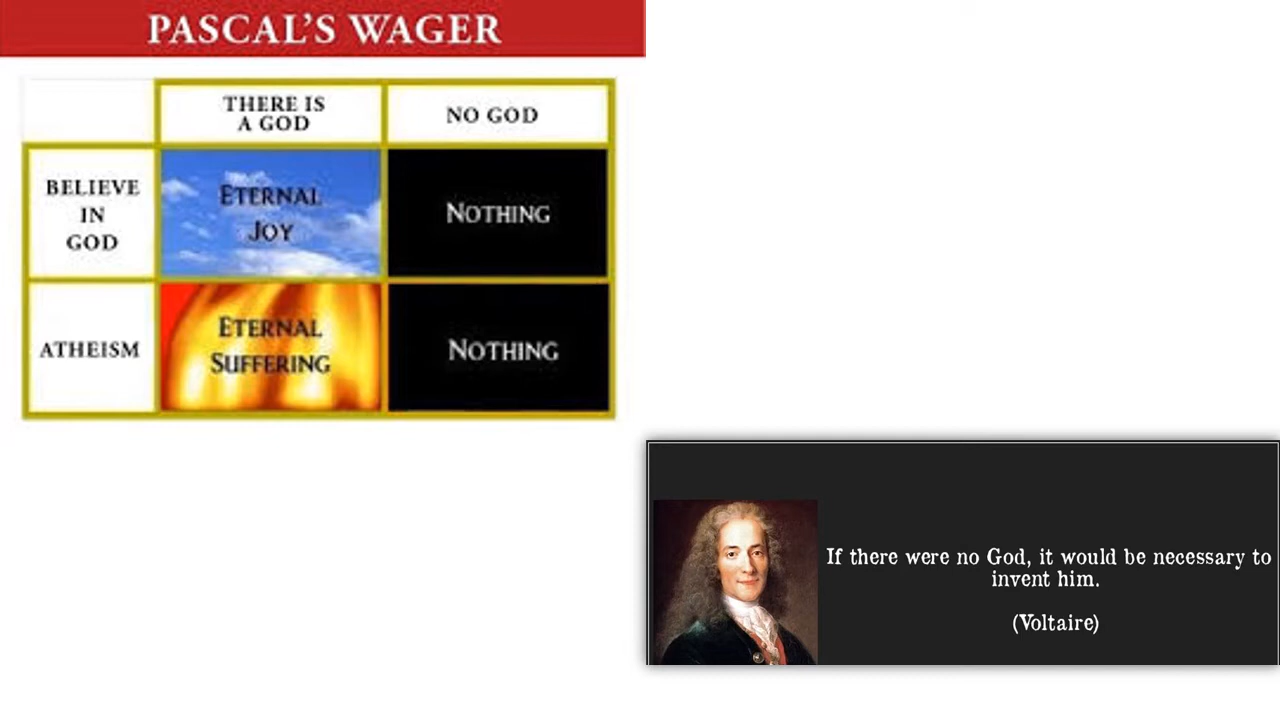 PASCAL'S WAGER
THERE IS
A GOD
NO GOD
BELIEVE
IN
GOD
ETERNAL
JOY
NOTHING
ATHEISM
ETERNAL
SUFFERING
NOTHING
If there were no God, it would be necessary to
invent him.
(Voltaire)